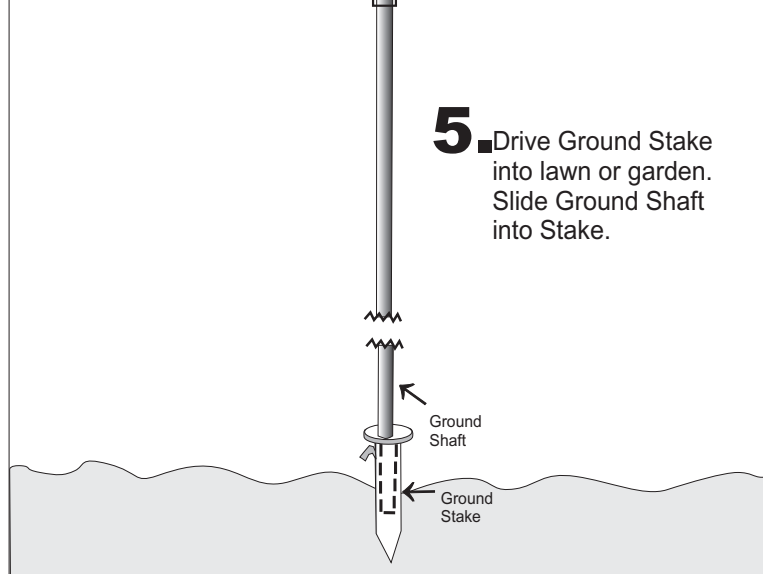 5. Drive Ground Stake
into lawn or garden.
Slide Ground Shaft
into Stake.
Ground
Shaft
Ground
Stake